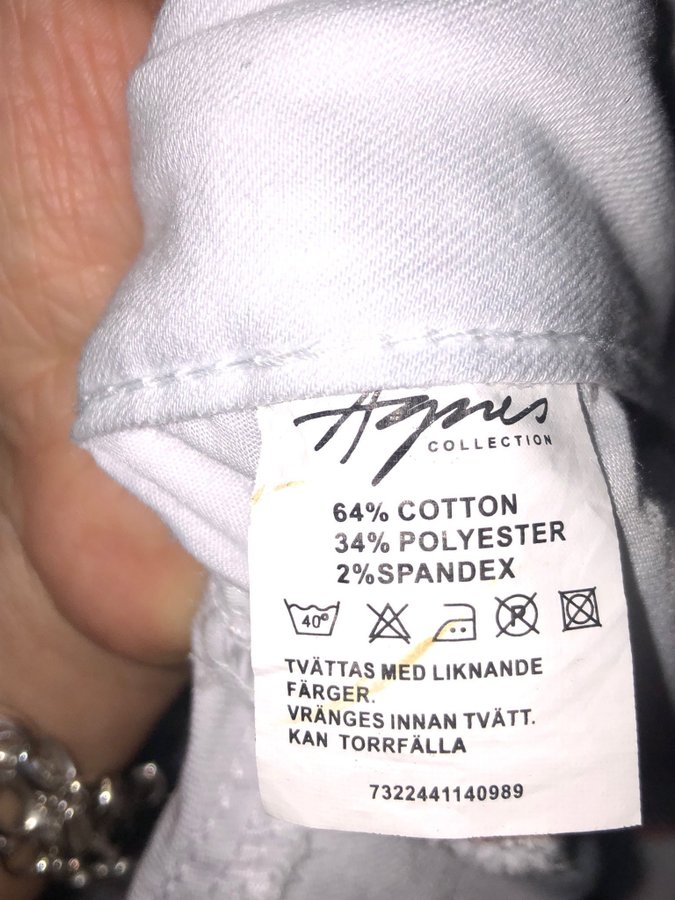 Agnes
COLLECTION
64% COTTON
34% POLYESTER
2%SPANDEX
40° P
TVÄTTAS MED LIKNANDE
FÄRGER.
VRÄNGES INNAN TVÄTT.
KAN TORRFÄLLA
7322441140989